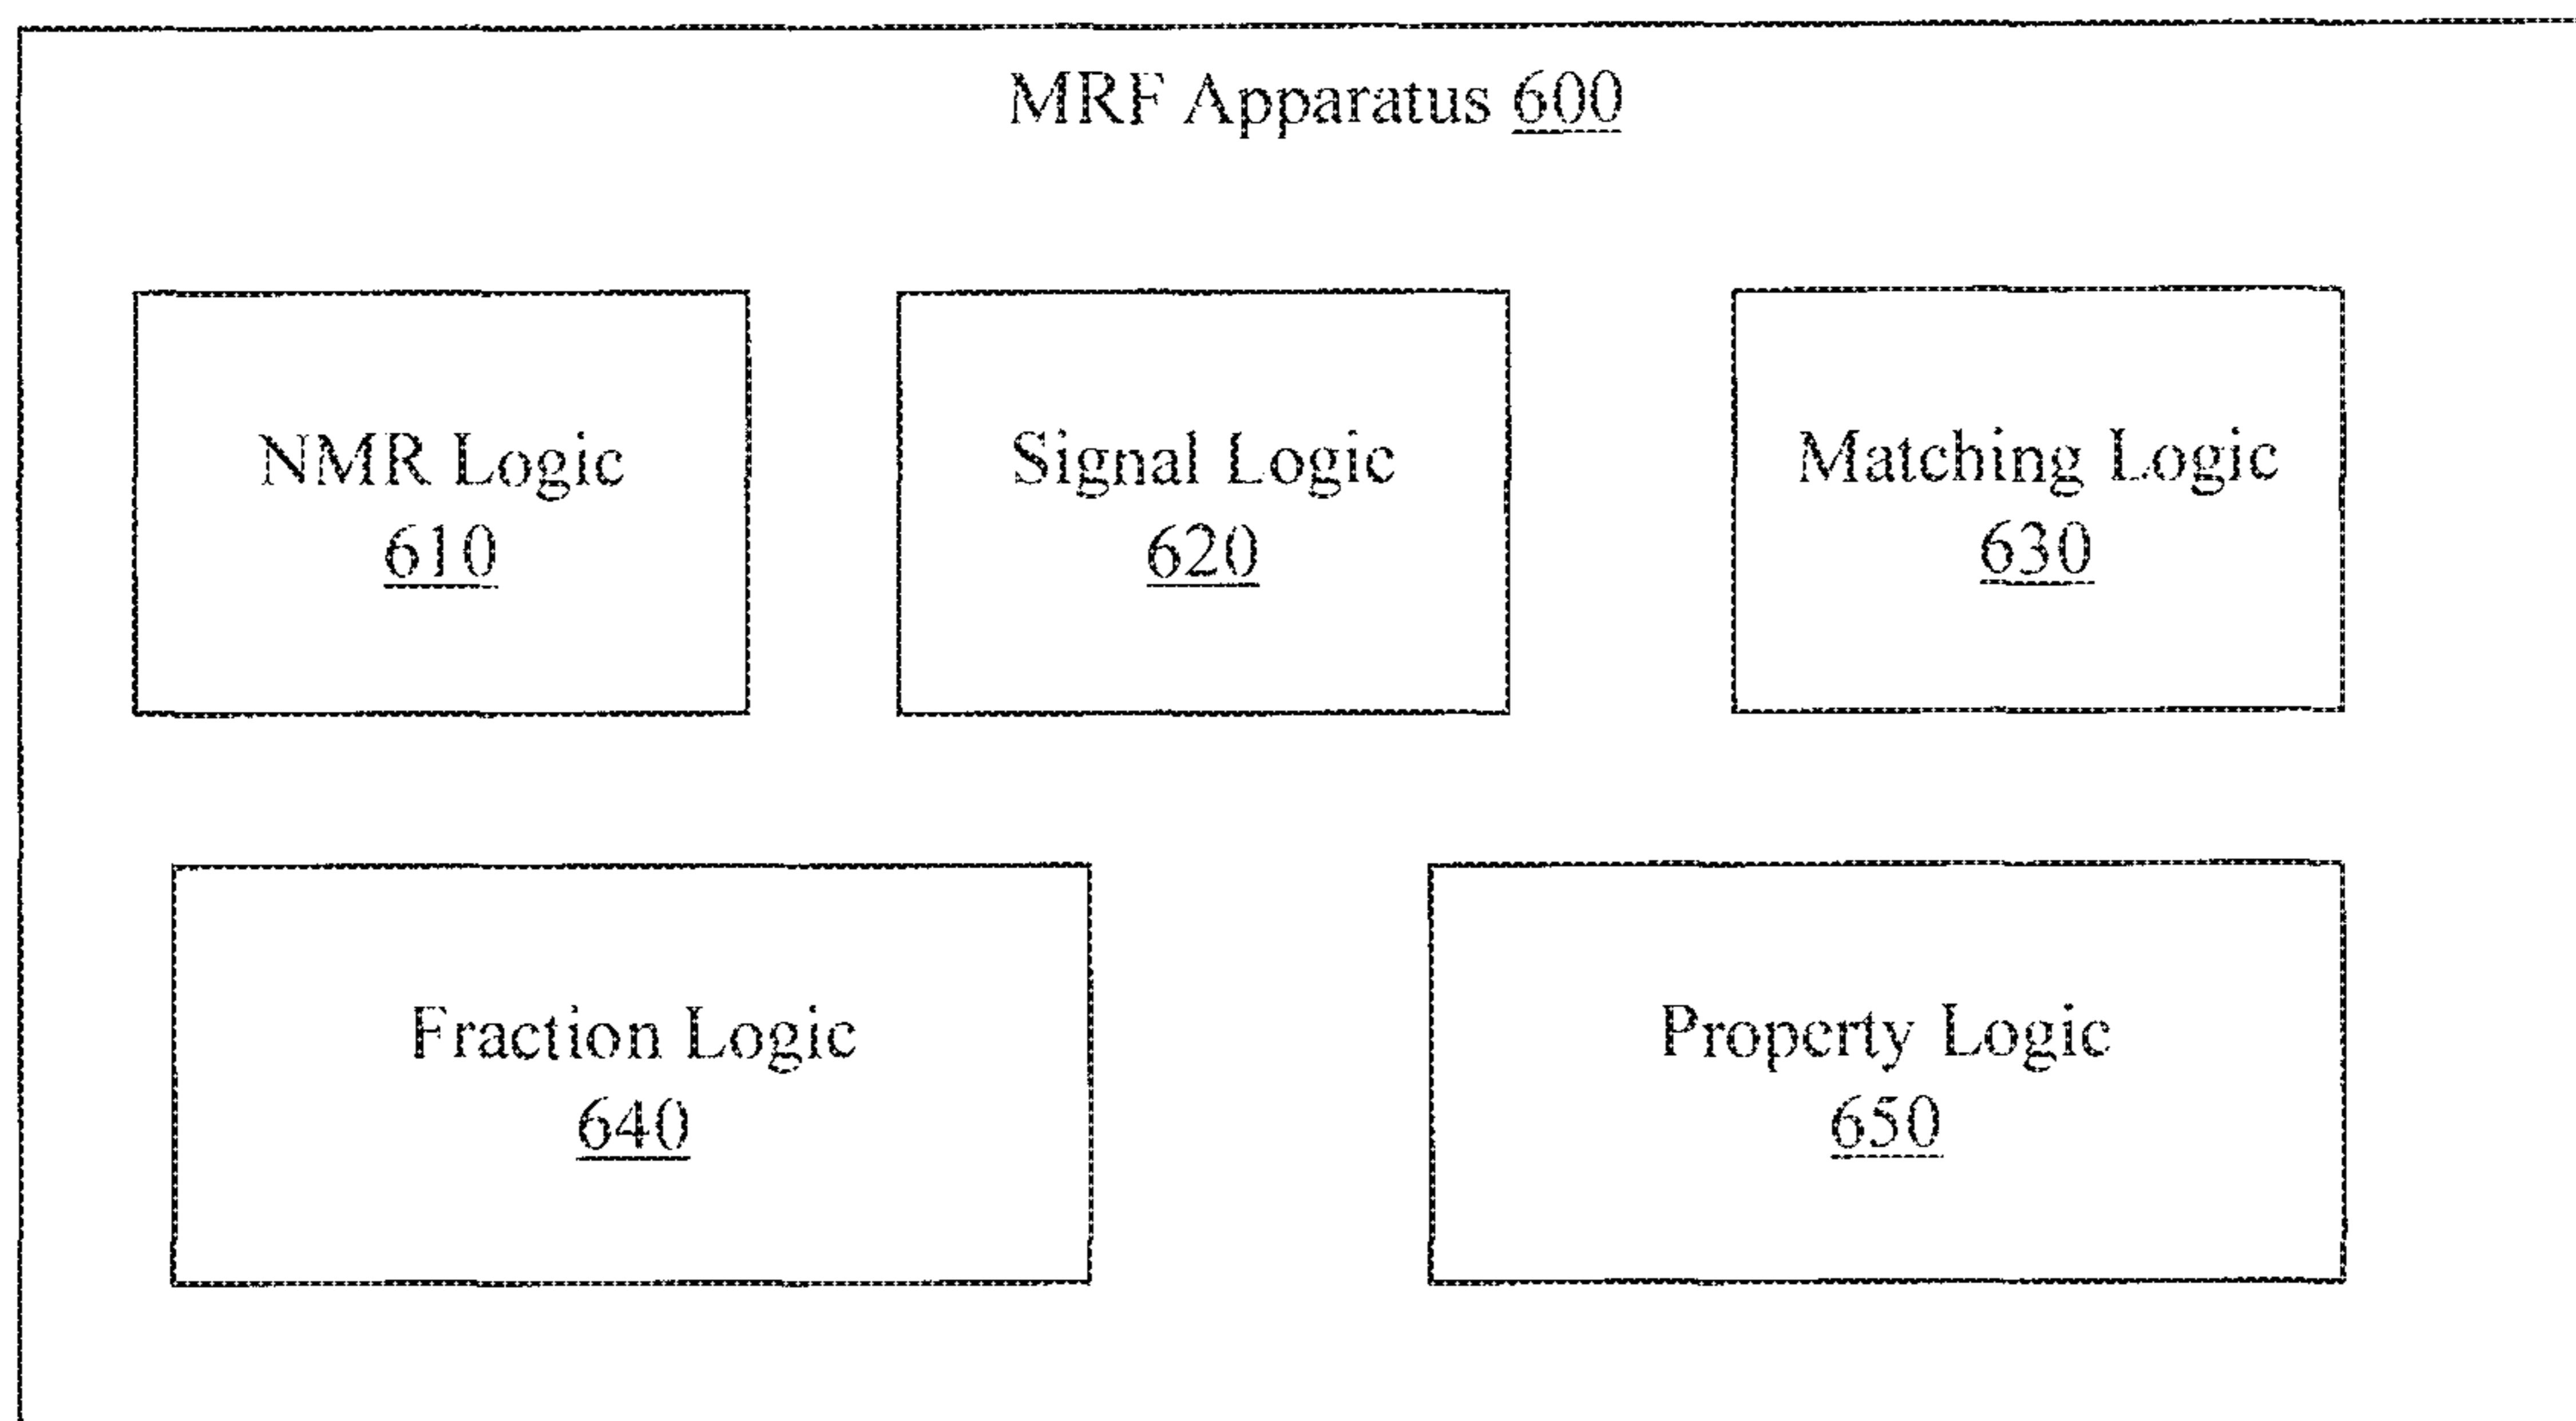 MRF Apparatus 600
NMR Logic
610
Signal Logic
620
Matching Logic
630
Fraction Logic
640
Property Logic
650